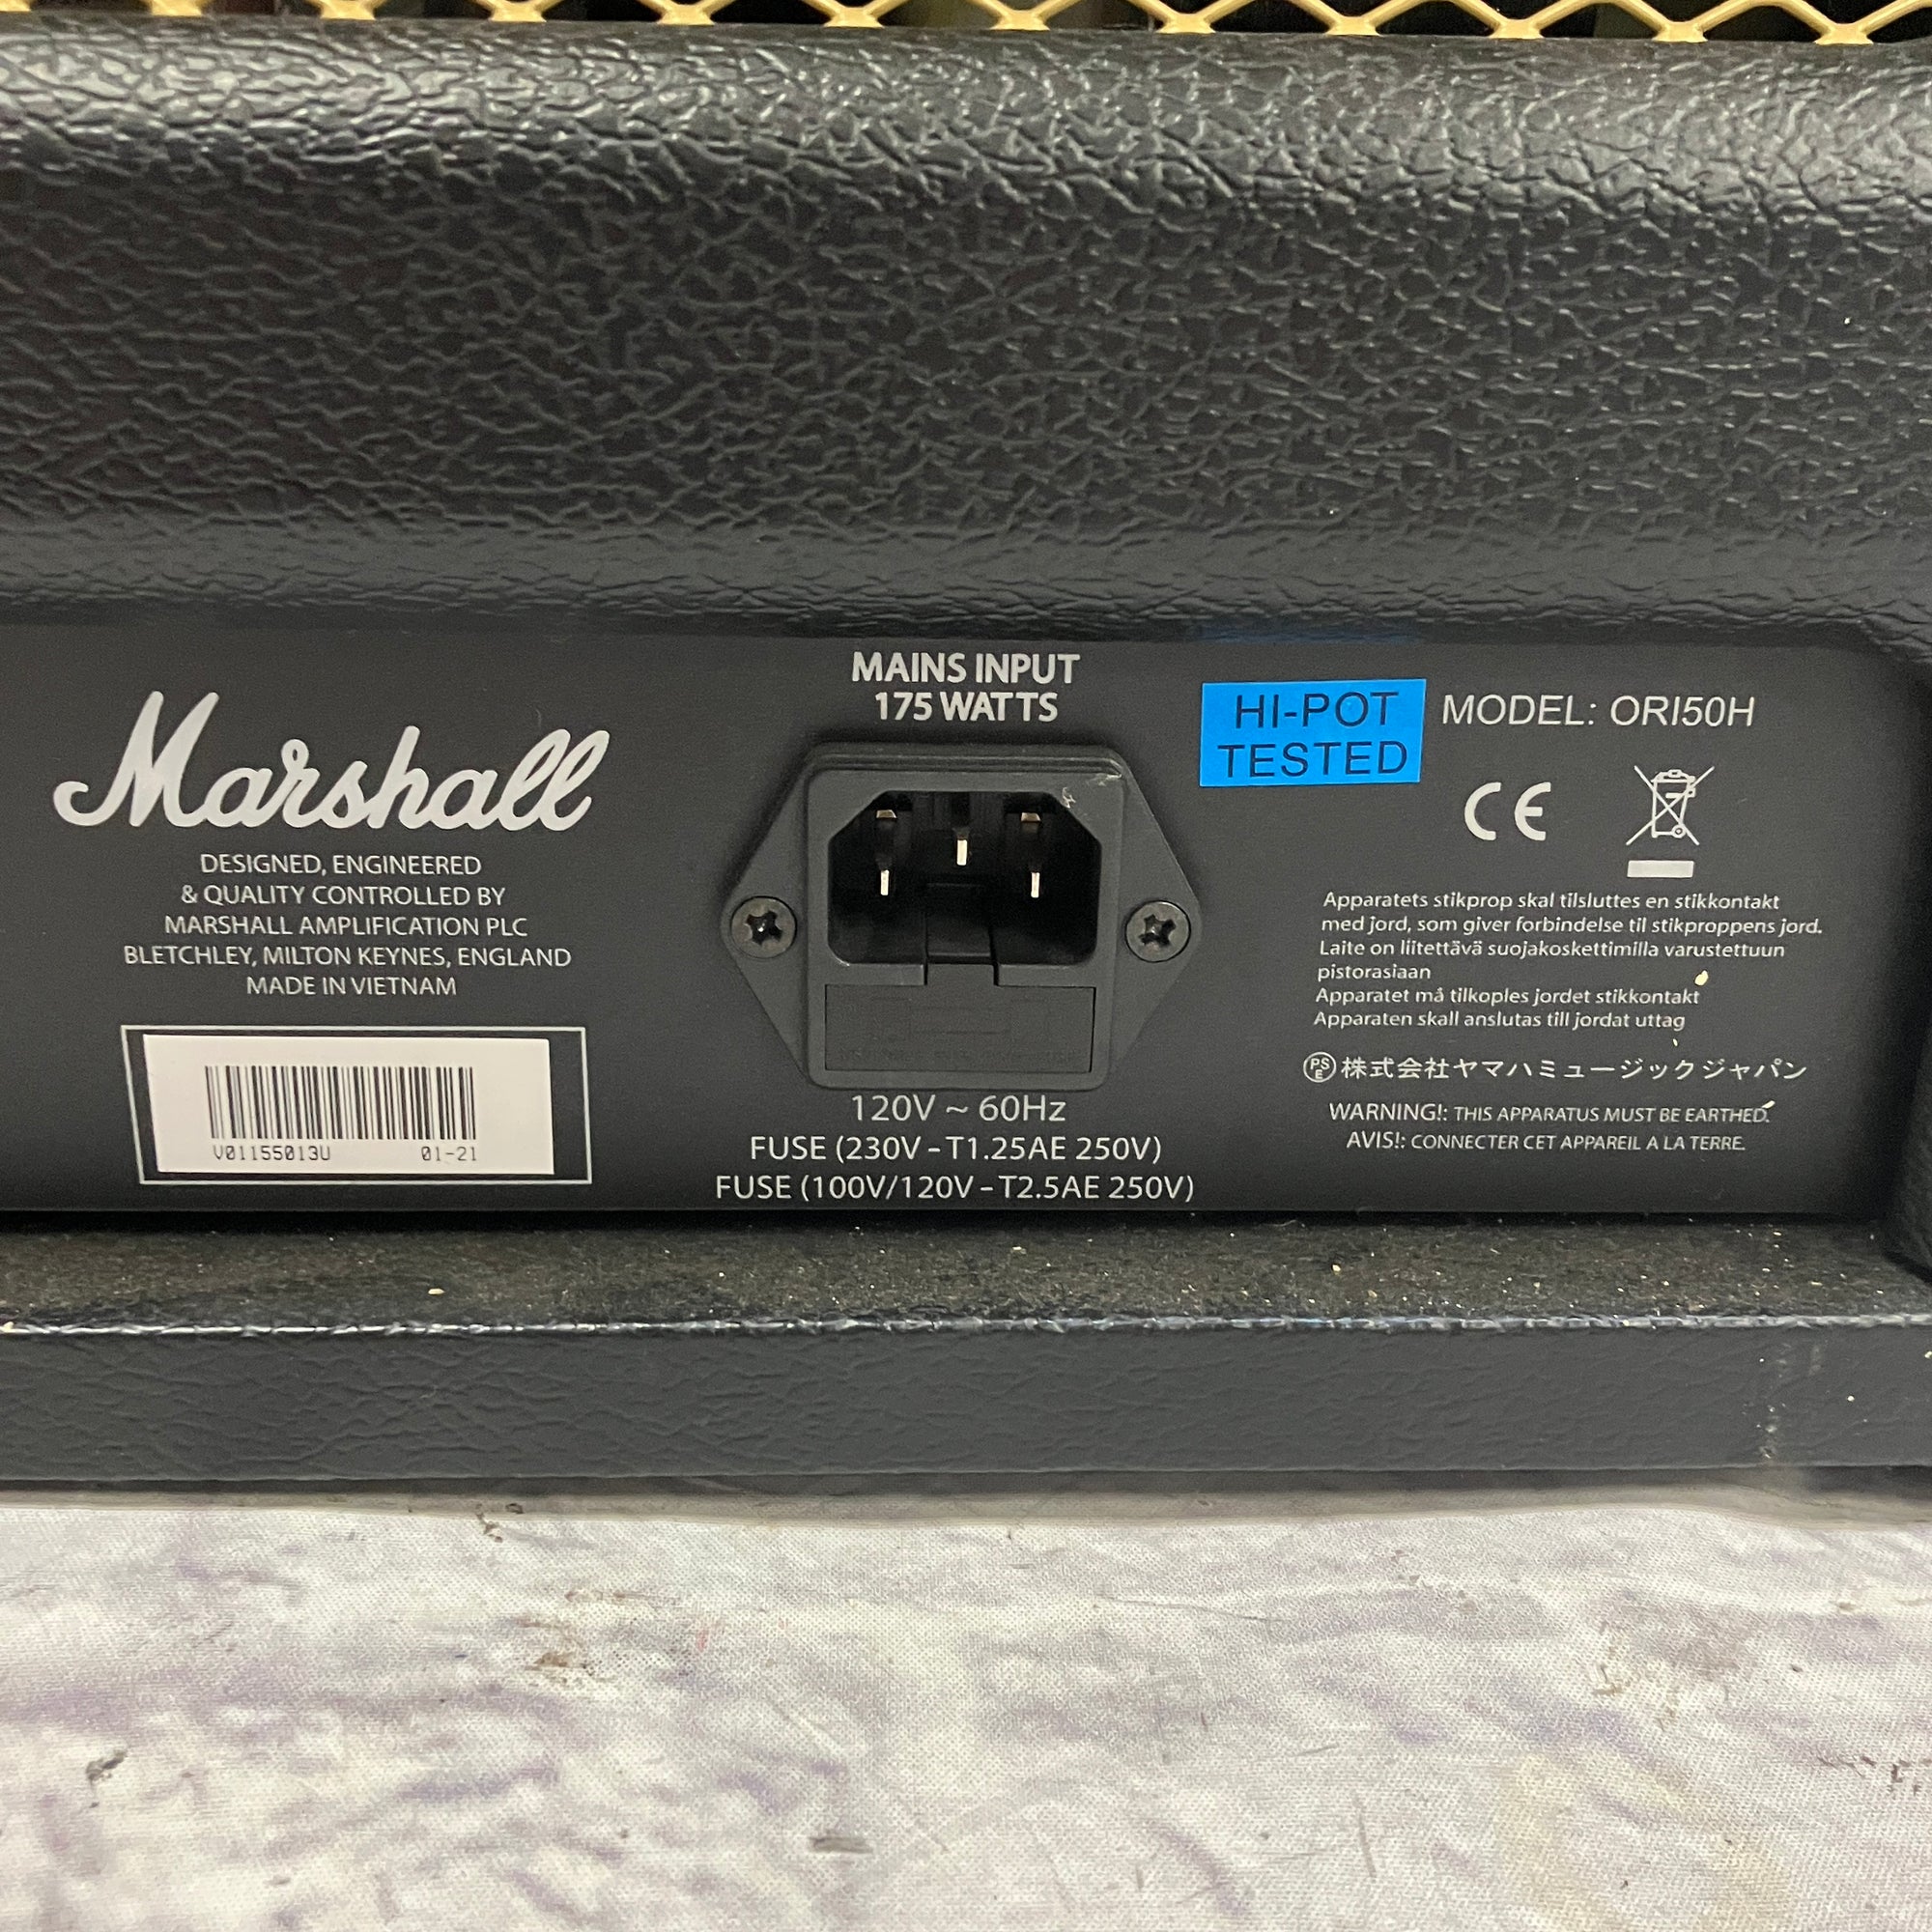 Marshall
DESIGNED, ENGINEERED
& QUALITY CONTROLLED BY
MARSHALL AMPLIFICATION PLC
BLETCHLEY, MILTON KEYNES, ENGLAND
MADE IN VIETNAM
V01155013U 01-21
MAINS INPUT
175 WATTS
120V ~ 60Hz
FUSE (230V - T1.25AE 250V)
FUSE (100V/120V - T2.5AE 250V)
HI-POT
TESTED
MODEL: ORI50H
CE
Apparatets stikprop skal tilsluttes en stikkontakt
med jord, som giver forbindelse til stikproppens jord.
Laite on liitettävä suojakoskettimilla varustettuun
pistorasiaan
Apparatet må tilkoples jordet stikkontakt
Apparaten skall anslutas till jordat uttag
PSE 株式会社ヤマハミュージックジャパン
WARNING!: THIS APPARATUS MUST BE EARTHED.
AVIS!: CONNECTER CET APPAREIL A LA TERRE.